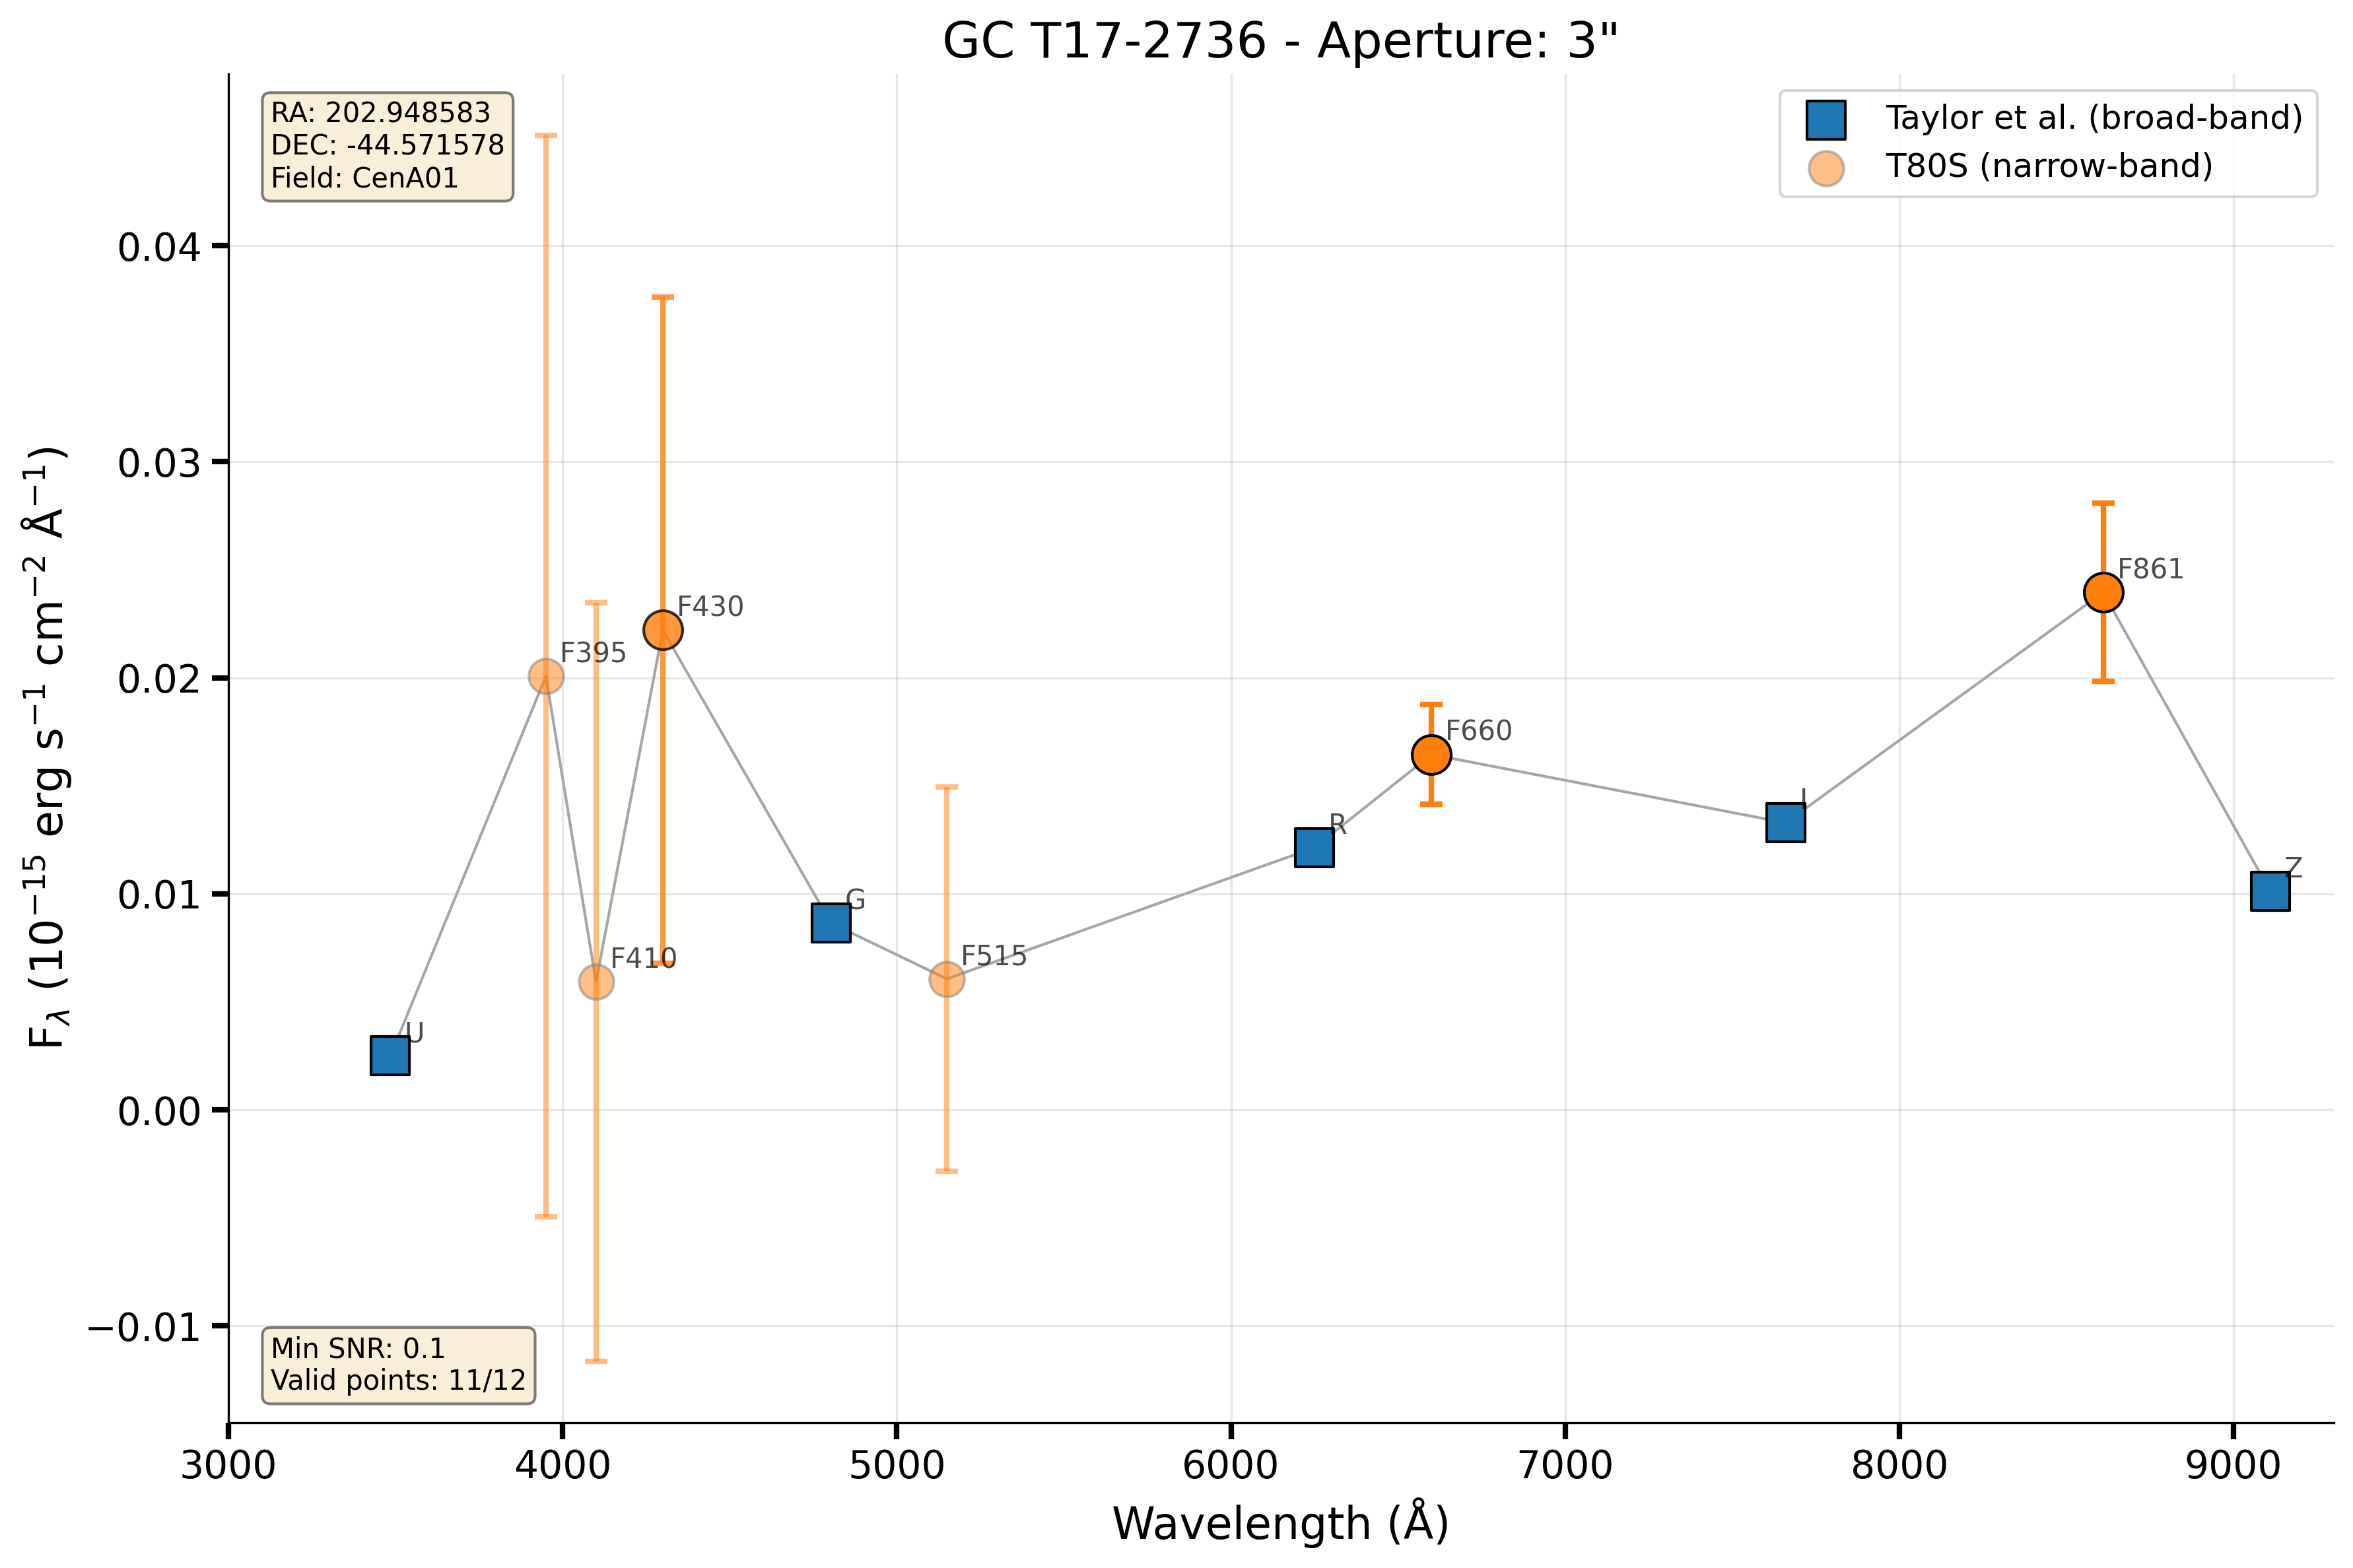 GC T17-2736 - Aperture: 3"
RA: 202.948583
DEC: -44.571578
Field: CenA01
Taylor et al. (broad-band)
T80S (narrow-band)
0.04
0.03
0.02
0.01
0.00
−0.01
F_λ (10⁻¹⁵ erg s⁻¹ cm⁻² Å⁻¹)
U
F395
F410
F430
G
F515
R
F660
I
F861
Z
Min SNR: 0.1
Valid points: 11/12
3000 4000 5000 6000 7000 8000 9000
Wavelength (Å)